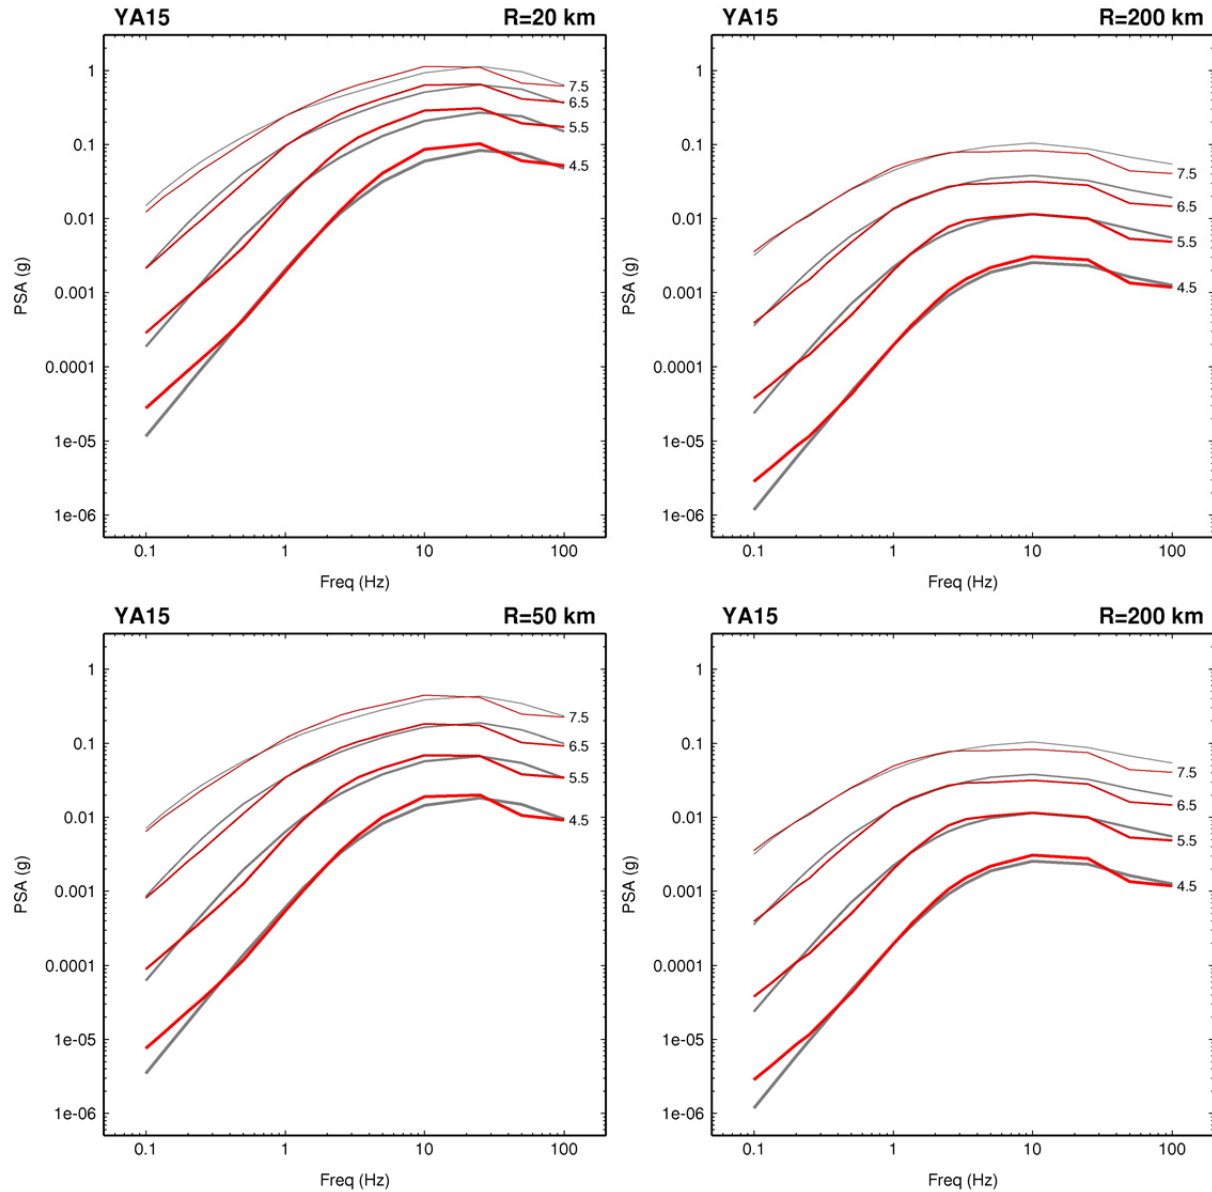 YA15 R=20 km
1
0.1
0.01
0.001
0.0001
1e-05
1e-06
PSA (g)
7.5
6.5
5.5
4.5
0.1 1 10 100
Freq (Hz)
YA15 R=200 km
1
0.1
0.01
0.001
0.0001
1e-05
1e-06
PSA (g)
7.5
6.5
5.5
4.5
0.1 1 10 100
Freq (Hz)
YA15 R=50 km
1
0.1
0.01
0.001
0.0001
1e-05
1e-06
PSA (g)
7.5
6.5
5.5
4.5
0.1 1 10 100
Freq (Hz)
YA15 R=200 km
1
0.1
0.01
0.001
0.0001
1e-05
1e-06
PSA (g)
7.5
6.5
5.5
4.5
0.1 1 10 100
Freq (Hz)